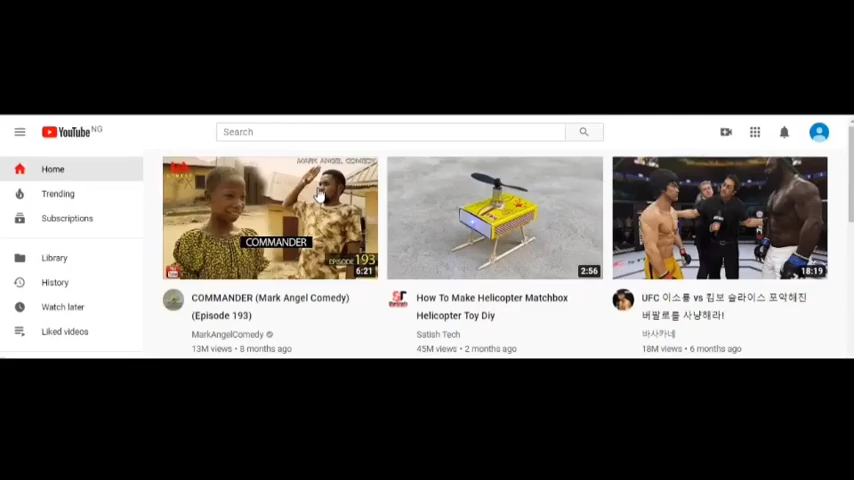 YouTube NG
Search
Home
Trending
Subscriptions
Library
History
Watch later
Liked videos
MARK ANGEL COMEDY
COMMANDER
EPISODE 193
6:21
2:56
18:19
COMMANDER (Mark Angel Comedy)
(Episode 193)
MarkAngelComedy
13M views • 8 months ago
How To Make Helicopter Matchbox
Helicopter Toy Diy
Satish Tech
45M views • 2 months ago
UFC 이소룡 vs 킴보 슬라이스 포악해진
버팔로를 사냥해라!
바사카네
18M views • 6 months ago